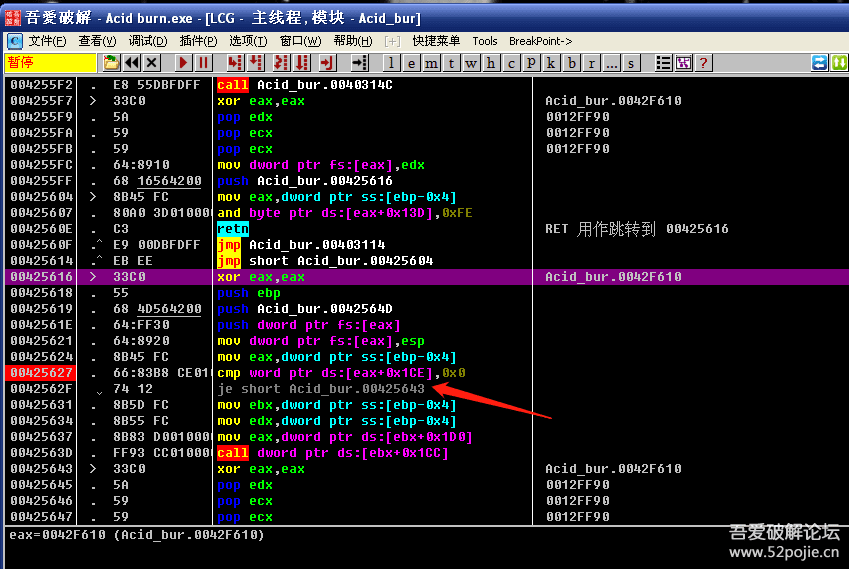 吾爱破解 - Acid burn.exe - [LCG - 主线程,模块 - Acid_bur]
C 文件(F) 查看(V) 调试(D) 插件(P) 选项(T) 窗口(W) 帮助(H) [+] 快捷菜单 Tools BreakPoint->
暂停 l e m t w h c p k b r ... s ?
004255F2 . E8 55DBFDFF call Acid_bur.0040314C
004255F7 > 33C0 xor eax,eax Acid_bur.0042F610
004255F9 . 5A pop edx 0012FF90
004255FA . 59 pop ecx 0012FF90
004255FB . 59 pop ecx 0012FF90
004255FC . 64:8910 mov dword ptr fs:[eax],edx
004255FF . 68 16564200 push Acid_bur.00425616
00425604 > 8B45 FC mov eax,dword ptr ss:[ebp-0x4]
00425607 . 80A0 3D01000 and byte ptr ds:[eax+0x13D],0xFE
0042560E . C3 retn RET 用作跳转到 00425616
0042560F .^ E9 00DBFDFF jmp Acid_bur.00403114
00425614 .^ EB EE jmp short Acid_bur.00425604
00425616 > 33C0 xor eax,eax Acid_bur.0042F610
00425618 . 55 push ebp
00425619 . 68 4D564200 push Acid_bur.0042564D
0042561E . 64:FF30 push dword ptr fs:[eax]
00425621 . 64:8920 mov dword ptr fs:[eax],esp
00425624 . 8B45 FC mov eax,dword ptr ss:[ebp-0x4]
00425627 . 66:83B8 CE01 cmp word ptr ds:[eax+0x1CE],0x0
0042562F . 74 12 je short Acid_bur.00425643
00425631 . 8B5D FC mov ebx,dword ptr ss:[ebp-0x4]
00425634 . 8B55 FC mov edx,dword ptr ss:[ebp-0x4]
00425637 . 8B83 D001000 mov eax,dword ptr ds:[ebx+0x1D0]
0042563D . FF93 CC01000 call dword ptr ds:[ebx+0x1CC]
00425643 > 33C0 xor eax,eax Acid_bur.0042F610
00425645 . 5A pop edx 0012FF90
00425646 . 59 pop ecx 0012FF90
00425647 . 59 pop ecx 0012FF90
eax=0042F610 (Acid_bur.0042F610)
吾爱破解论坛
www.52pojie.cn